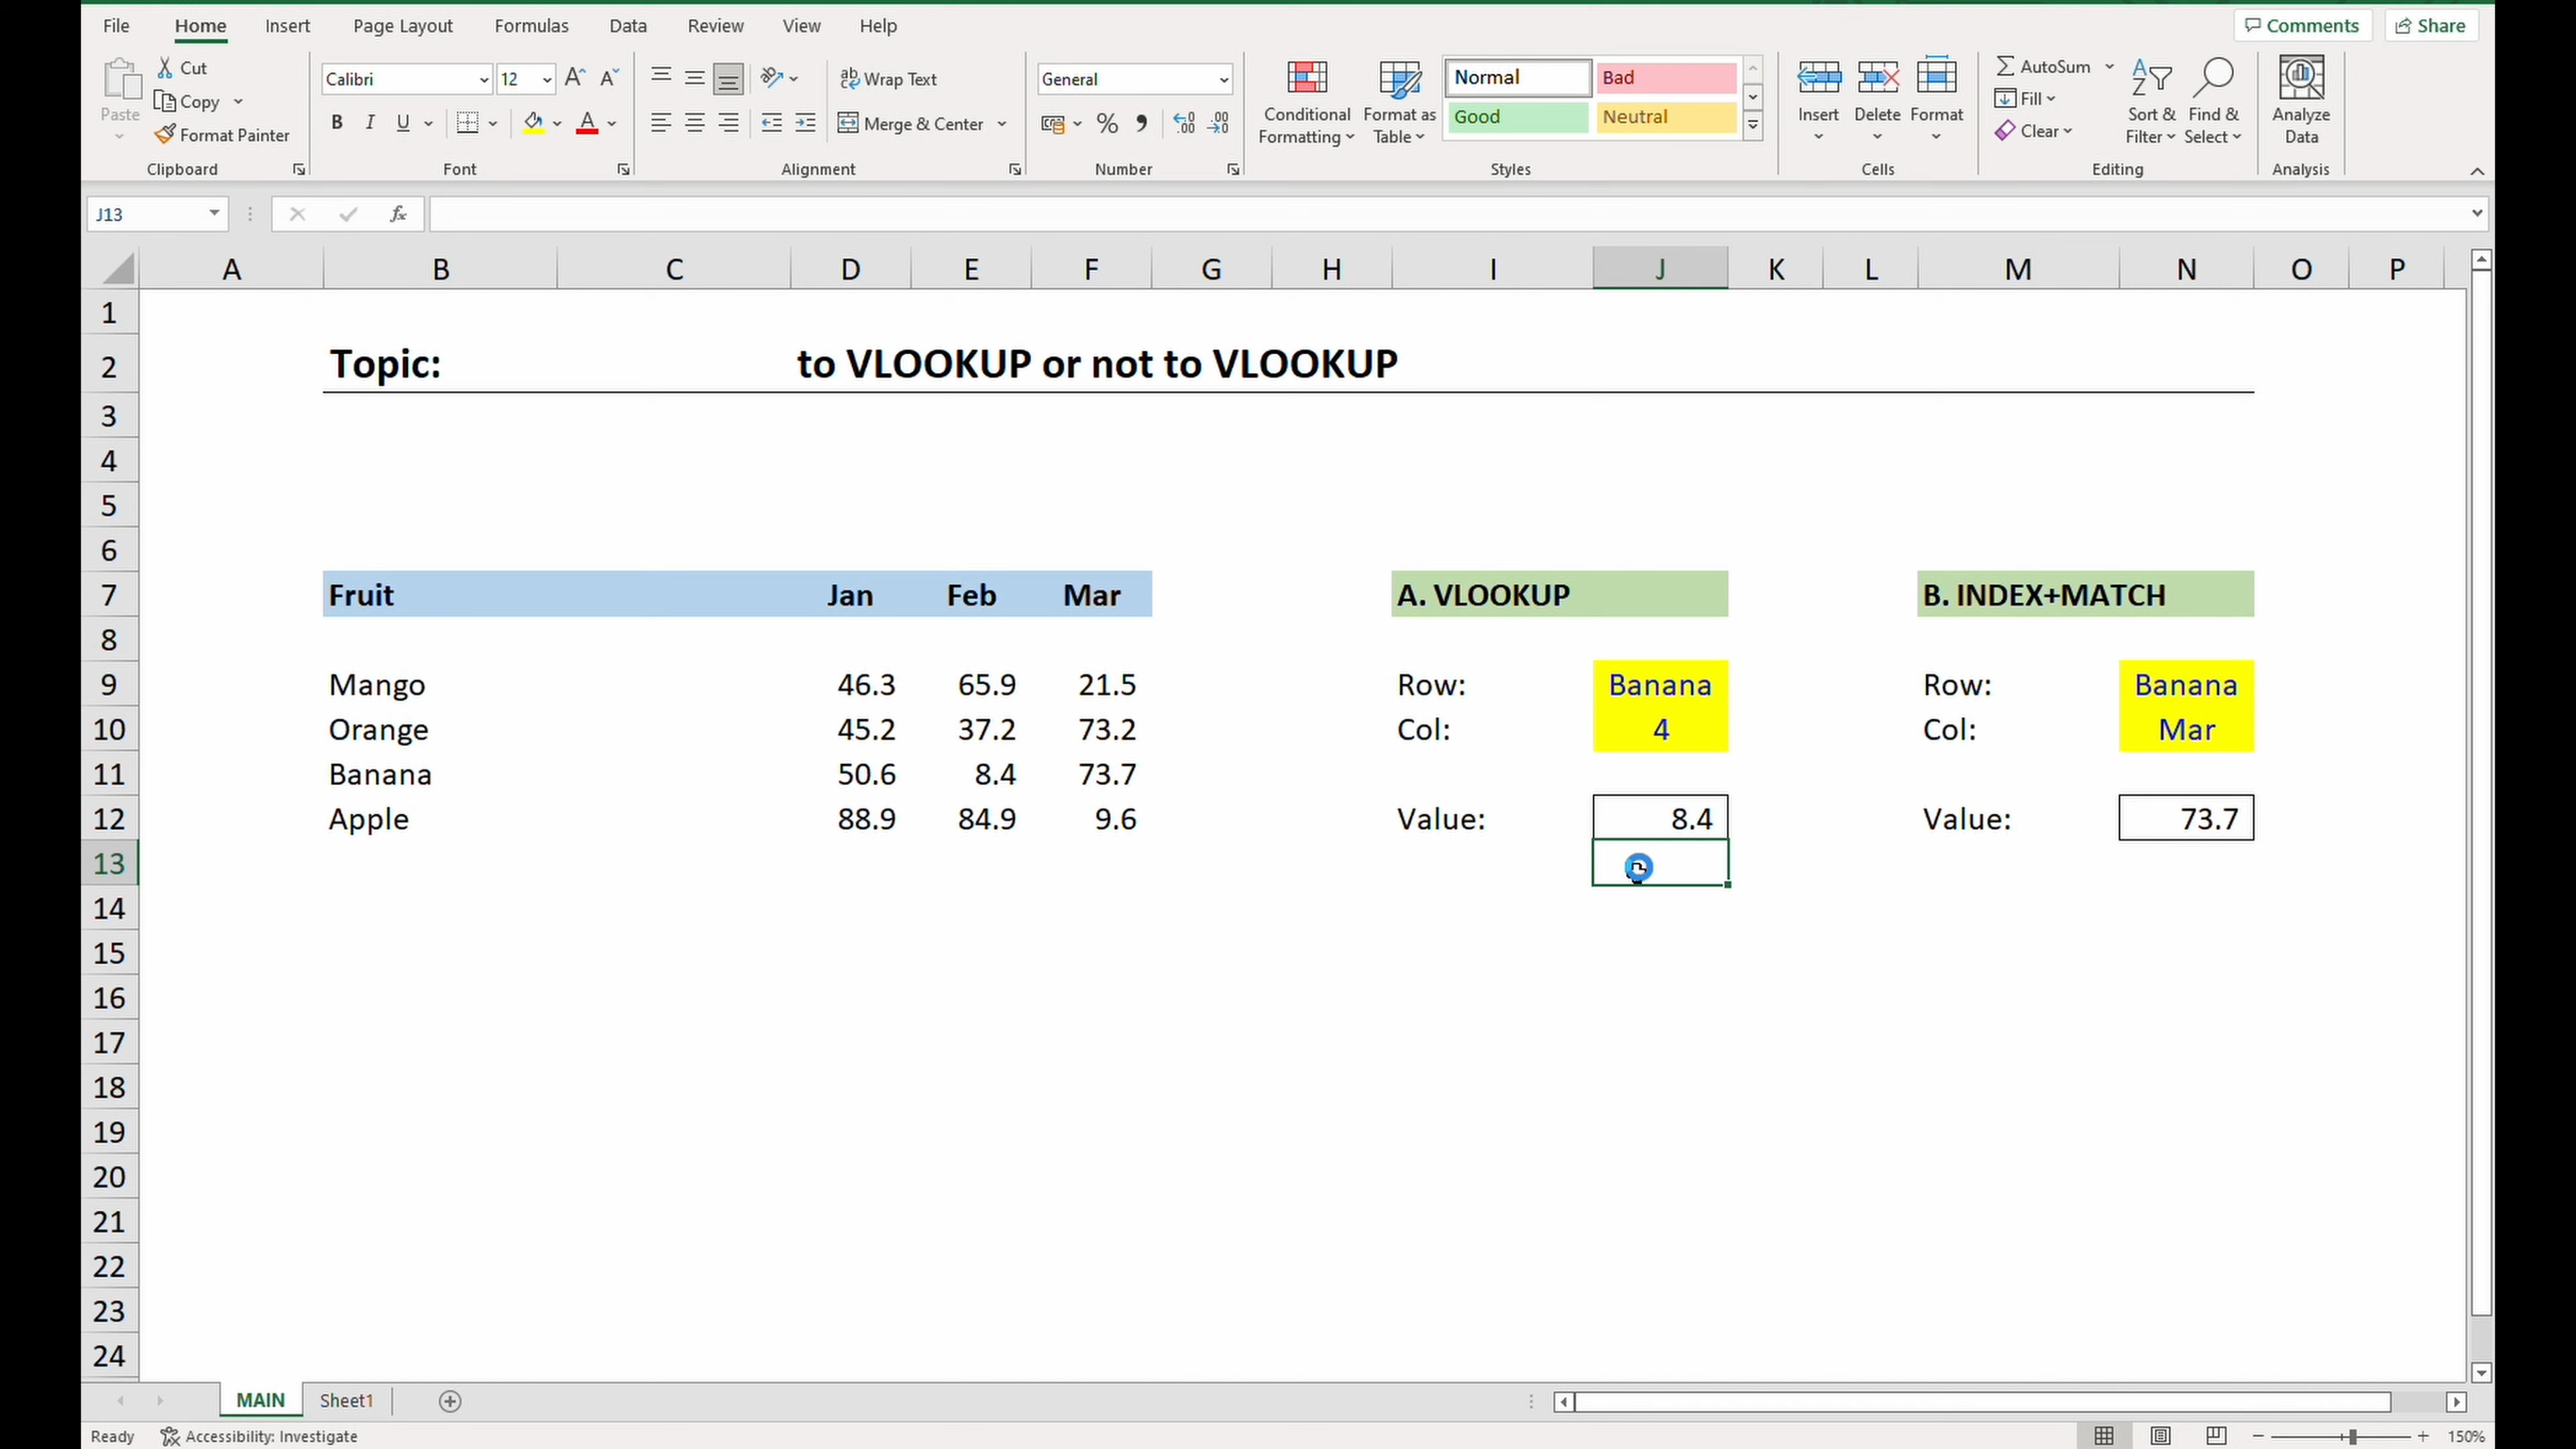 File Home Insert Page Layout Formulas Data Review View Help Comments Share
Paste Cut Copy Format Painter Clipboard
Calibri 12 B I U A Font
Wrap Text Merge & Center Alignment
General % Number
Conditional Formatting Format as Table Normal Bad Good Neutral Styles
Insert Delete Format Cells
AutoSum Fill Clear Sort & Filter Find & Select Editing
Analyze Data Analysis
J13 fx
A B C D E F G H I J K L M N O P
1
2 Topic: to VLOOKUP or not to VLOOKUP
3
4
5
6
7 Fruit Jan Feb Mar A. VLOOKUP B. INDEX+MATCH
8
9 Mango 46.3 65.9 21.5 Row: Banana Row: Banana
10 Orange 45.2 37.2 73.2 Col: 4 Col: Mar
11 Banana 50.6 8.4 73.7
12 Apple 88.9 84.9 9.6 Value: 8.4 Value: 73.7
13
14
15
16
17
18
19
20
21
22
23
24
MAIN Sheet1
Ready Accessibility: Investigate 150%